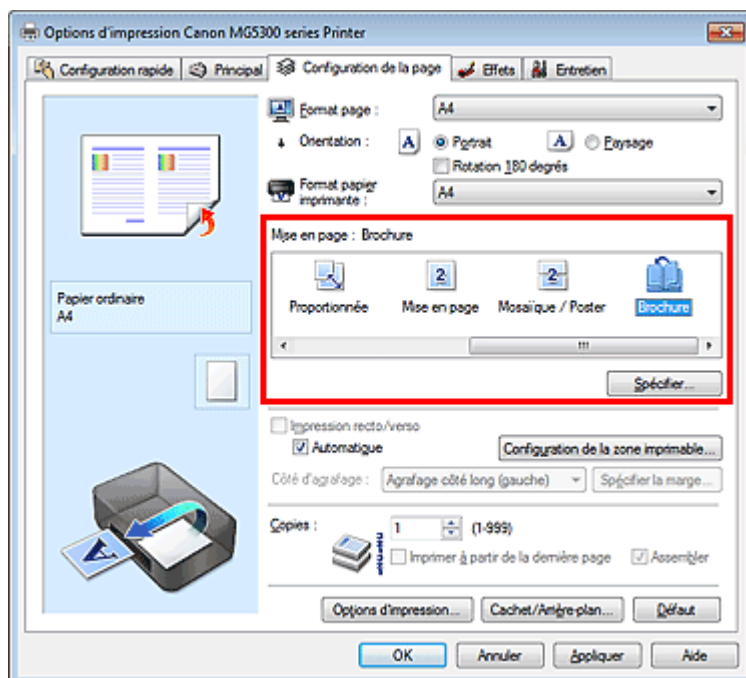 Options d'impression Canon MG5300 series Printer
Configuration rapide Principal Configuration de la page Effets Entretien
Format page : A4
Orientation : A Portrait A Paysage
Rotation 180 degrés
Format papier imprimante : A4
Mise en page : Brochure
Proportionnée Mise en page Mosaïque / Poster Brochure
Spécifier...
Papier ordinaire
A4
Impression recto/verso
Automatique Configuration de la zone imprimable...
Côté d'agrafage : Agrafage côté long (gauche) Spécifier la marge...
Copies : 1 (1-999)
Imprimer à partir de la dernière page Assembler
Options d'impression... Cachet/Arrière-plan... Défaut
OK Annuler Appliquer Aide